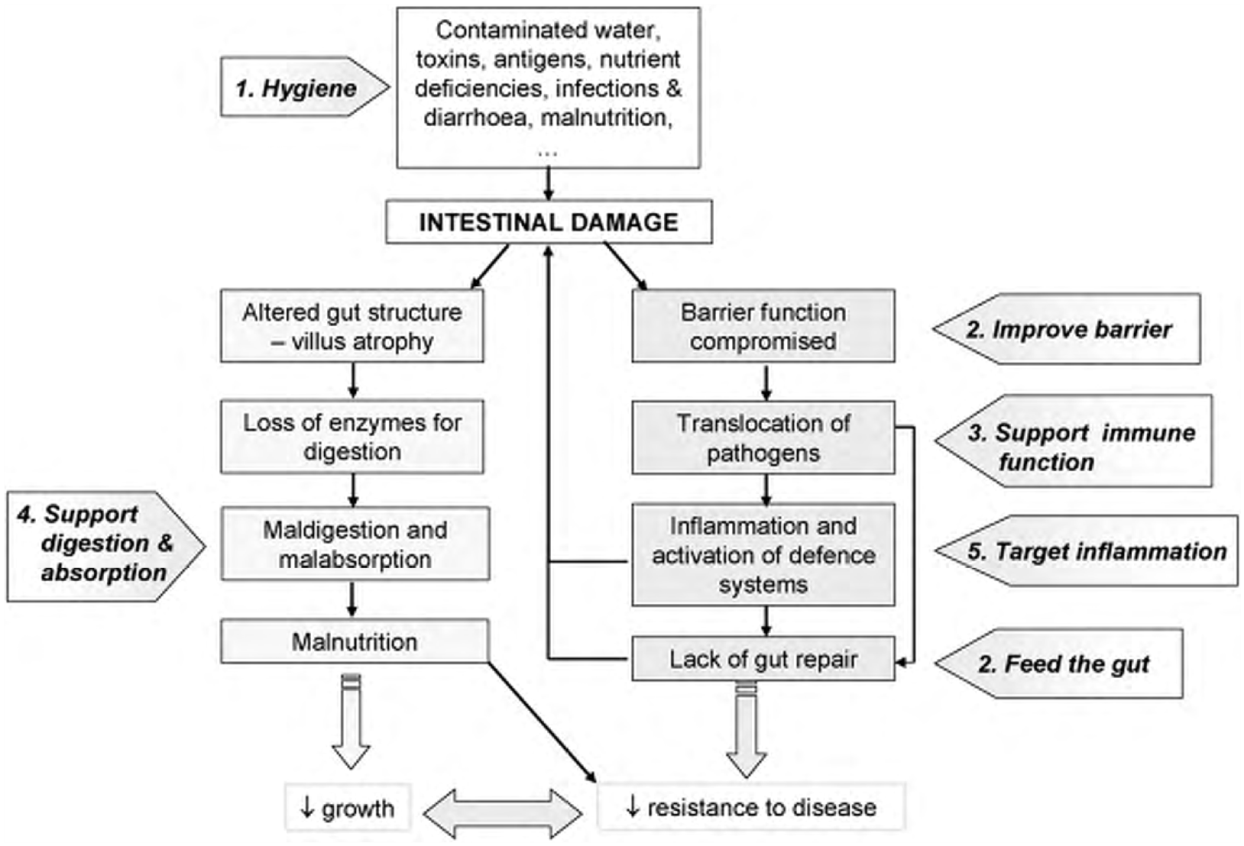 Contaminated water,
toxins, antigens, nutrient
deficiencies, infections &
diarrhoea, malnutrition,
...
1. Hygiene
INTESTINAL DAMAGE
Altered gut structure
– villus atrophy
Barrier function
compromised
2. Improve barrier
Loss of enzymes for
digestion
Translocation of
pathogens
3. Support immune
function
4. Support
digestion &
absorption
Maldigestion and
malabsorption
Inflammation and
activation of defence
systems
5. Target inflammation
Malnutrition
Lack of gut repair
2. Feed the gut
↓ growth
↓ resistance to disease